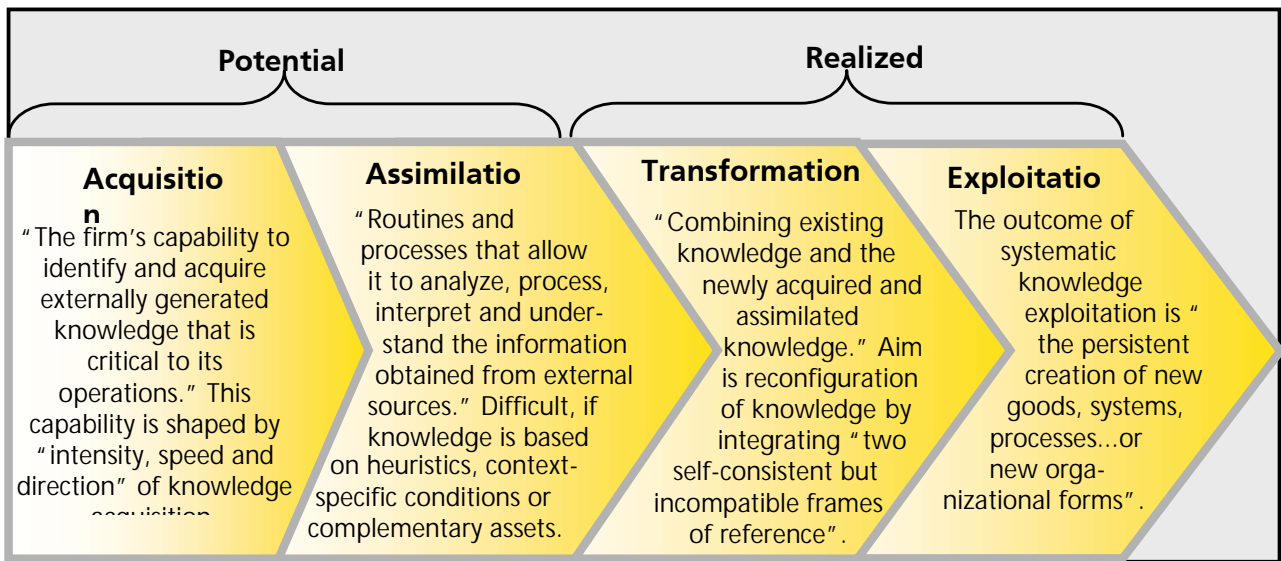 Potential
Realized
Acquisitio
n
"The firm's capability to
identify and acquire
externally generated
knowledge that is
critical to its
operations." This
capability is shaped by
"intensity, speed and
direction" of knowledge
acquisition
Assimilatio
"Routines and
processes that allow
it to analyze, process,
interpret and under-
stand the information
obtained from external
sources." Difficult, if
knowledge is based
on heuristics, context-
specific conditions or
complementary assets.
Transformation
"Combining existing
knowledge and the
newly acquired and
assimilated
knowledge." Aim
is reconfiguration
of knowledge by
integrating "two
self-consistent but
incompatible frames
of reference".
Exploitatio
The outcome of
systematic
knowledge
exploitation is "
the persistent
creation of new
goods, systems,
processes...or
new orga-
nizational forms".